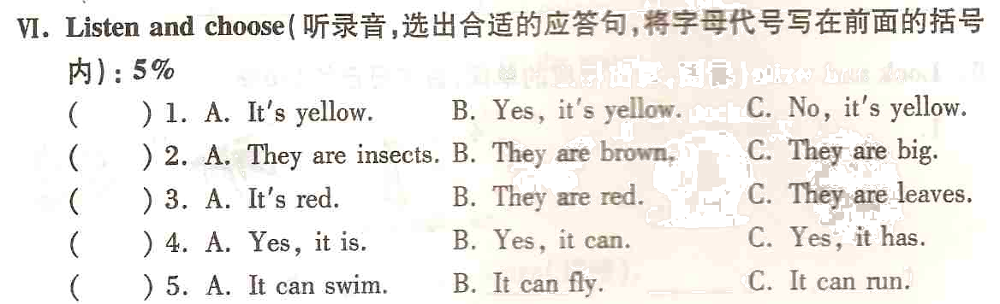 Ⅵ. Listen and choose(听录音,选出合适的应答句,将字母代号写在前面的括号
内): 5%
(    ) 1. A. It's yellow. B. Yes, it's yellow. C. No, it's yellow.
(    ) 2. A. They are insects. B. They are brown. C. They are big.
(    ) 3. A. It's red. B. They are red. C. They are leaves.
(    ) 4. A. Yes, it is. B. Yes, it can. C. Yes, it has.
(    ) 5. A. It can swim. B. It can fly. C. It can run.